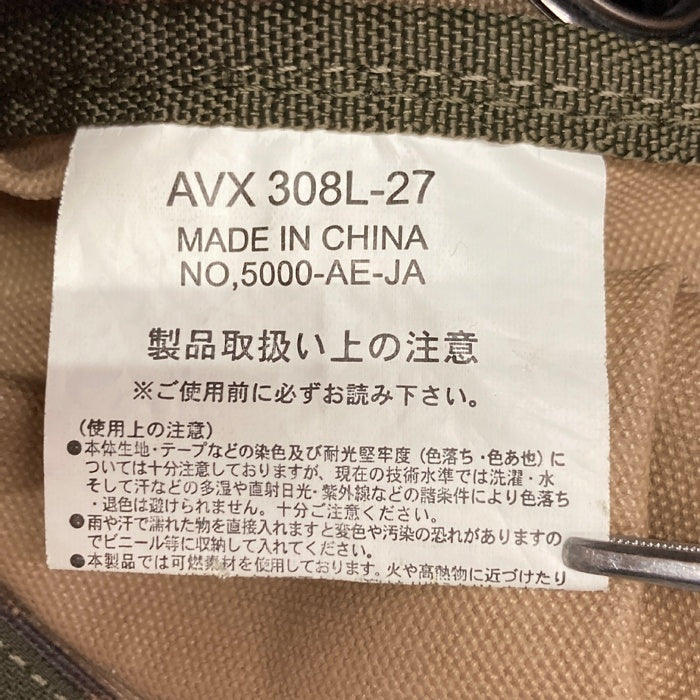 AVX 308L-27
MADE IN CHINA
NO,5000-AE-JA
製品取扱い上の注意
※ご使用前に必ずお読み下さい。
(使用上の注意)
●本体生地・テープなどの染色及び耐光堅牢度(色落ち・色あ也)に
ついては十分注意しておりますが、現在の技術水準では洗濯・水
そして汗などの多湿や直射日光・紫外線などの諸条件により色落ち
・退色は避けられません。十分ご注意ください。
●雨や汗で濡れた物を直接入れますと変色や汚染の恐れがありますの
でビニール等に収納して入れてください。
●本製品では可燃素材を使用しております。火や高熱物に近づけたり